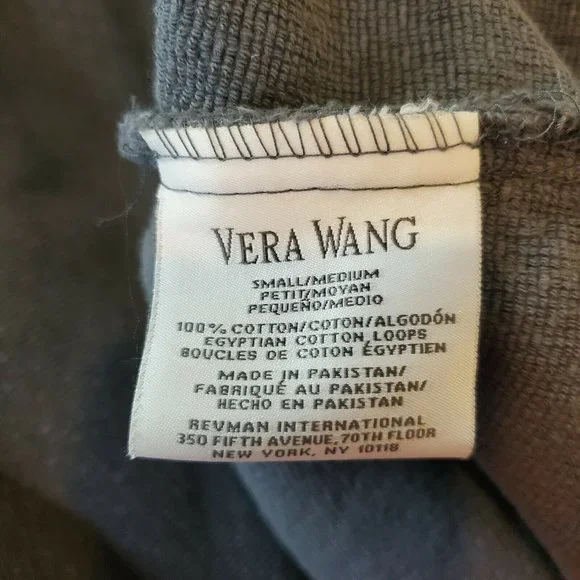 VERA WANG
SMALL/MEDIUM
PETIT/MOYAN
PEQUEÑO/MEDIO
100% COTTON/COTON/ALGODÓN
EGYPTIAN COTTON LOOPS
BOUCLES DE COTON ÉGYPTIEN
MADE IN PAKISTAN/
FABRIQUÉ AU PAKISTAN/
HECHO EN PAKISTAN
REVMAN INTERNATIONAL
350 FIFTH AVENUE, 70TH FLOOR
NEW YORK, NY 10118